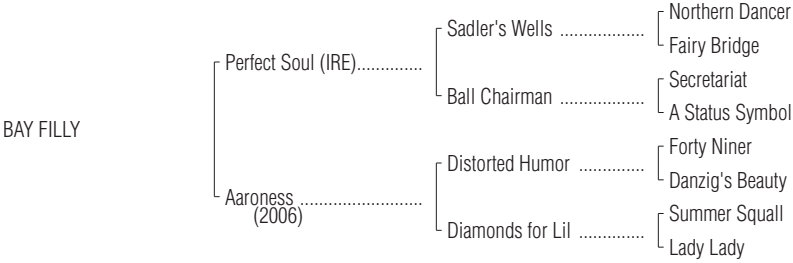 Northern Dancer
Sadler's Wells ..................
Fairy Bridge
Perfect Soul (IRE)..............
Secretariat
Ball Chairman ..................
A Status Symbol
BAY FILLY
Forty Niner
Distorted Humor ..............
Danzig's Beauty
Aaroness ..........................
(2006)
Summer Squall
Diamonds for Lil ..............
Lady Lady